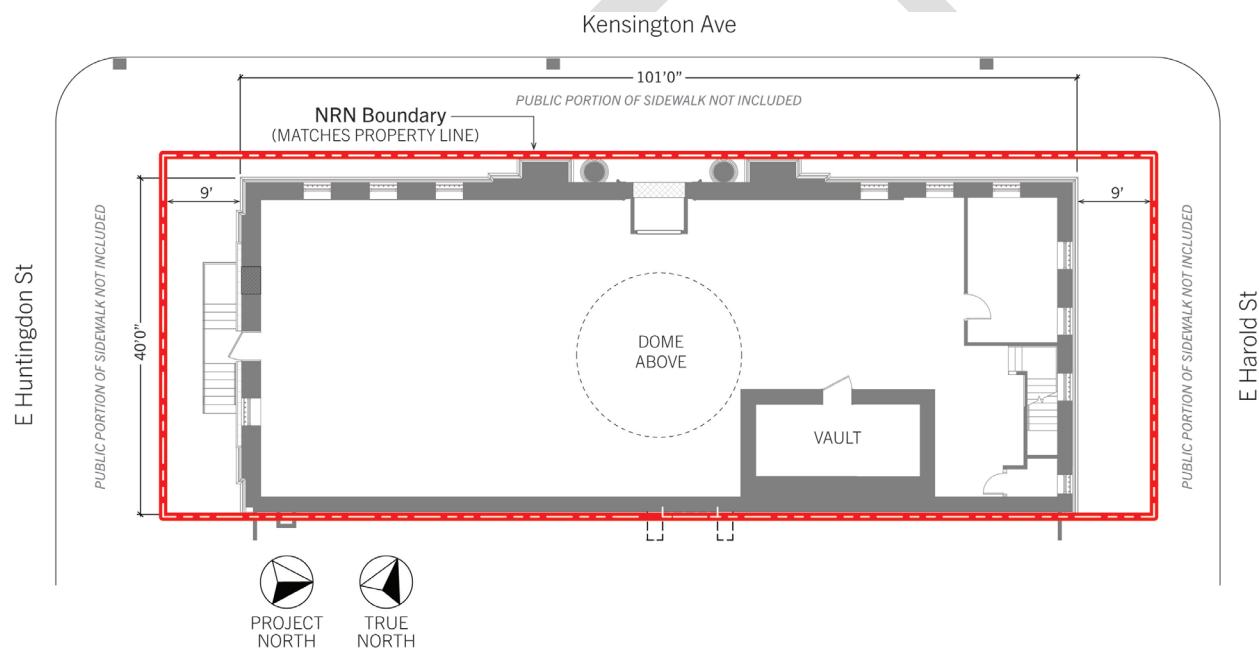 Kensington Ave
101'0"
PUBLIC PORTION OF SIDEWALK NOT INCLUDED
NRN Boundary
(MATCHES PROPERTY LINE)
9'
9'
E Huntingdon St
PUBLIC PORTION OF SIDEWALK NOT INCLUDED
40'0"
DOME
ABOVE
VAULT
PUBLIC PORTION OF SIDEWALK NOT INCLUDED
E Harold St
PROJECT
NORTH
TRUE
NORTH